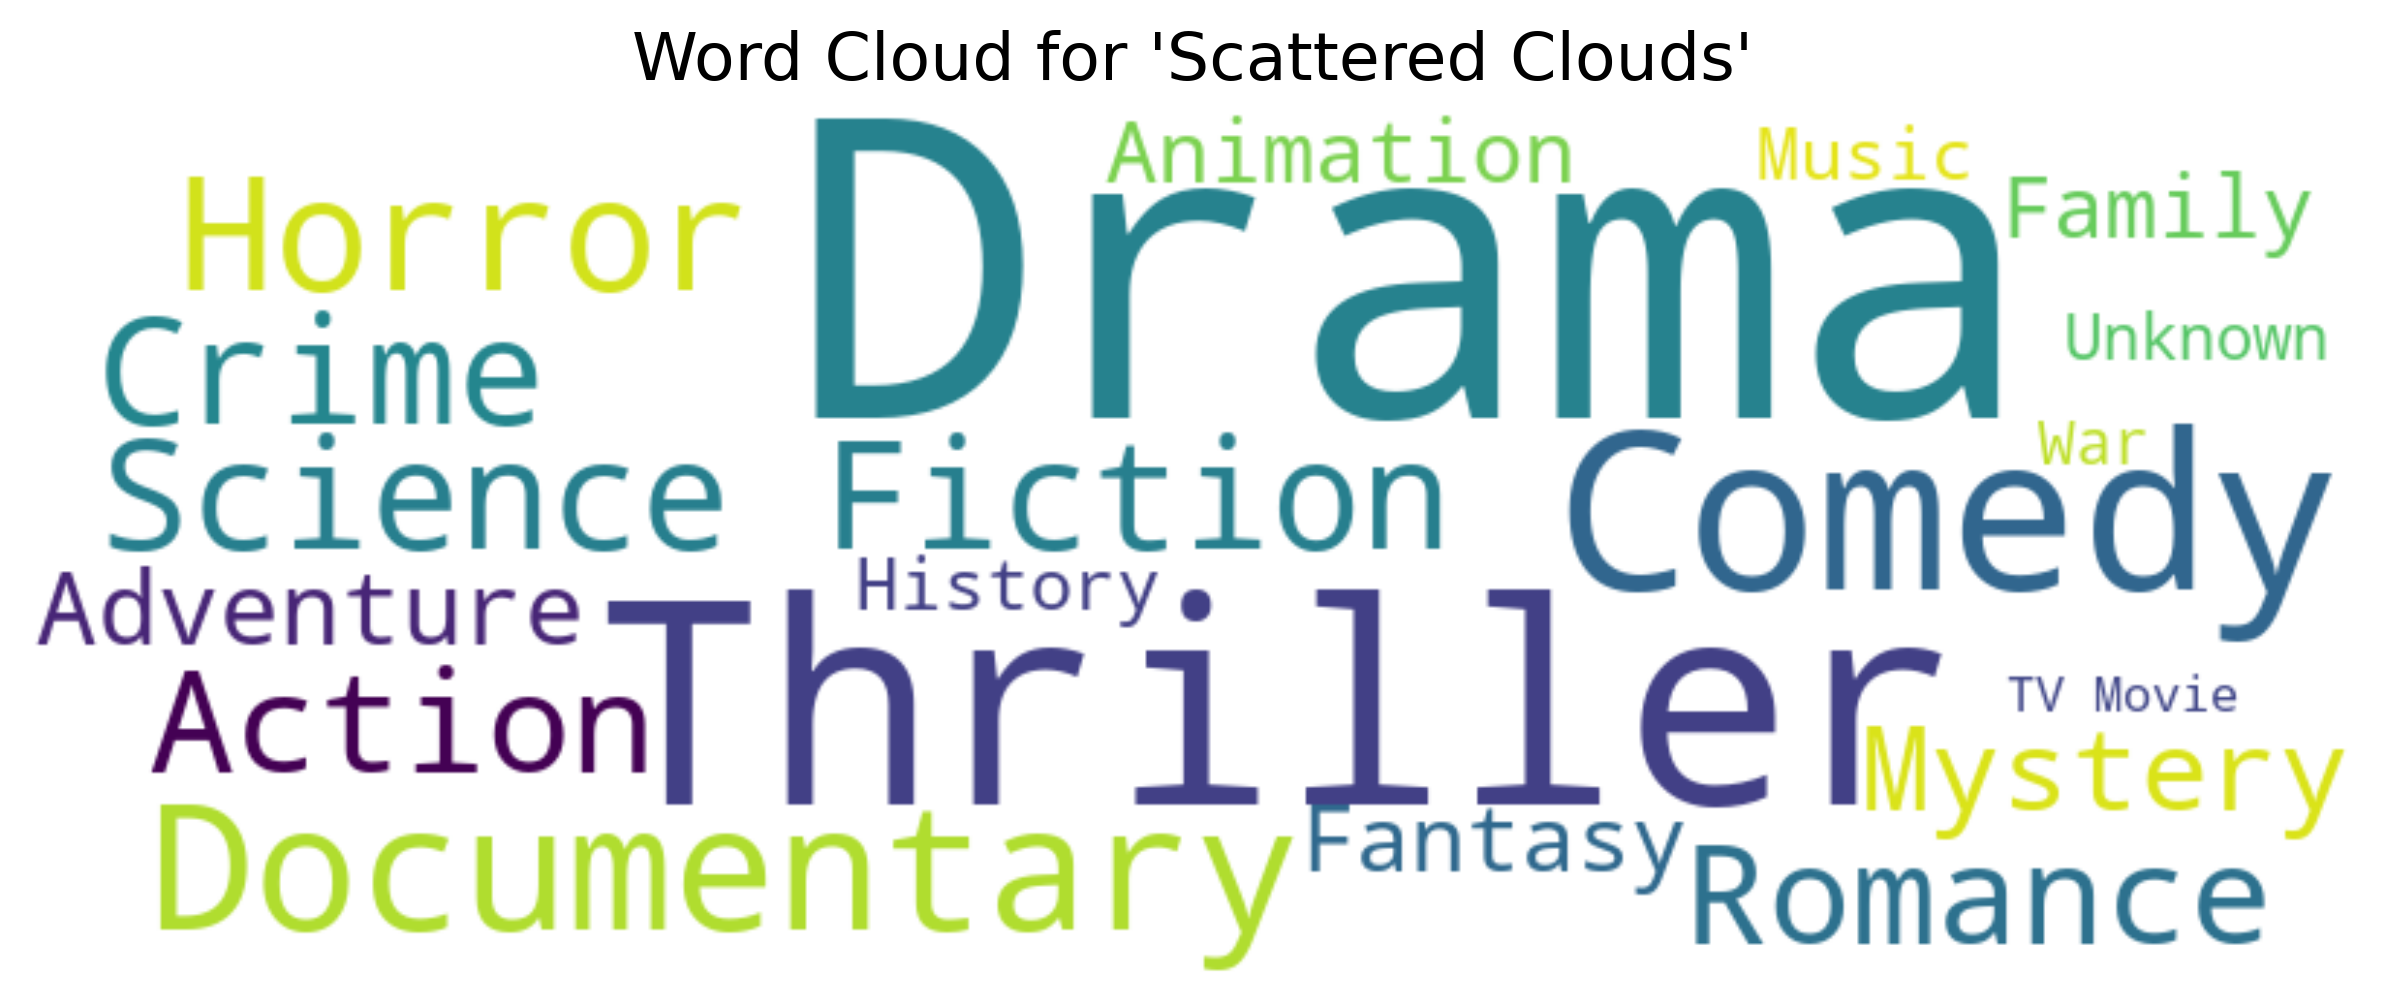 Word Cloud for 'Scattered Clouds'
Animation
Music
Horror
Drama
Family
Crime
Unknown
Science Fiction
Comedy
War
History
Adventure
Thriller
Action
TV Movie
Mystery
Documentary
Fantasy
Romance